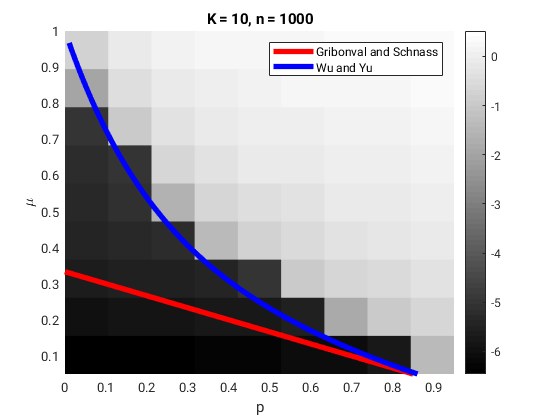 K = 10, n = 1000
Gribonval and Schnass
Wu and Yu
1
0.9
0.8
0.7
0.6
0.5
0.4
0.3
0.2
0.1
μ
0 0.1 0.2 0.3 0.4 0.5 0.6 0.7 0.8 0.9
p
0
-1
-2
-3
-4
-5
-6